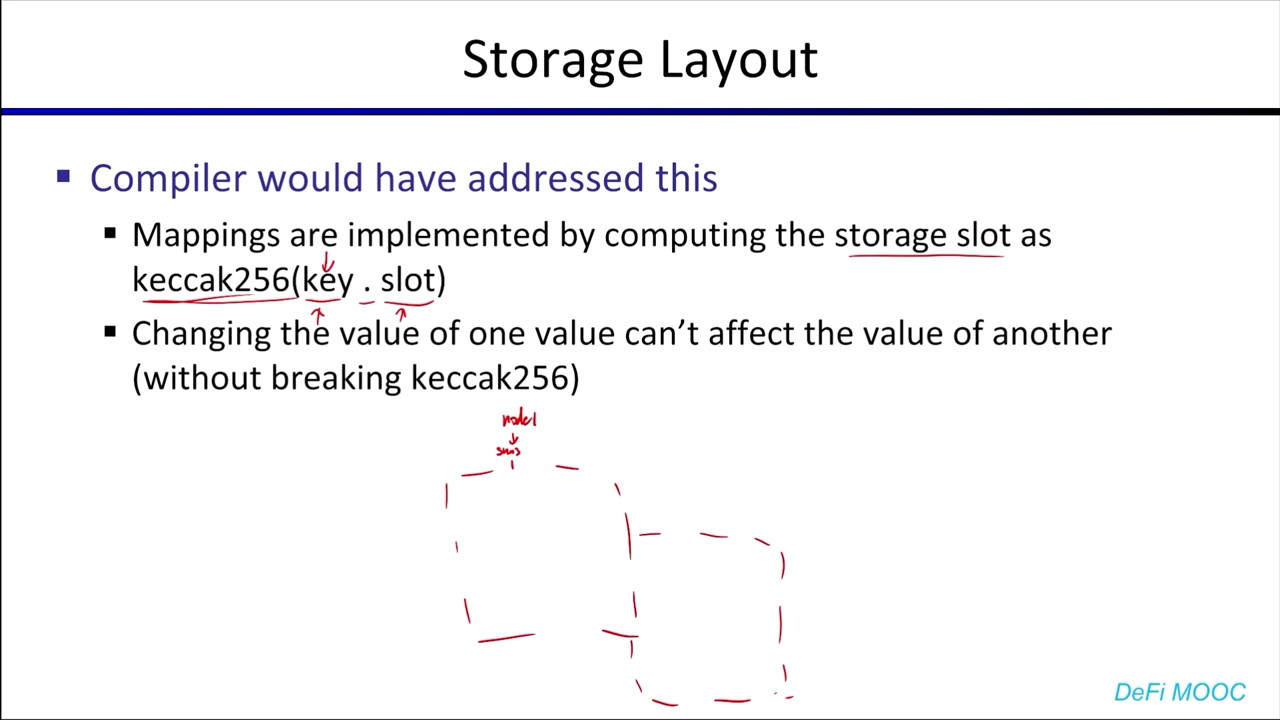 Storage Layout
Compiler would have addressed this
Mappings are implemented by computing the storage slot as
keccak256(key . slot)
Changing the value of one value can’t affect the value of another
(without breaking keccak256)
DeFi MOOC